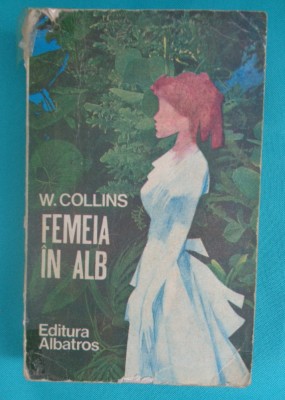 W. COLLINS
FEMEIA
ÎN ALB
Editura
Albatros